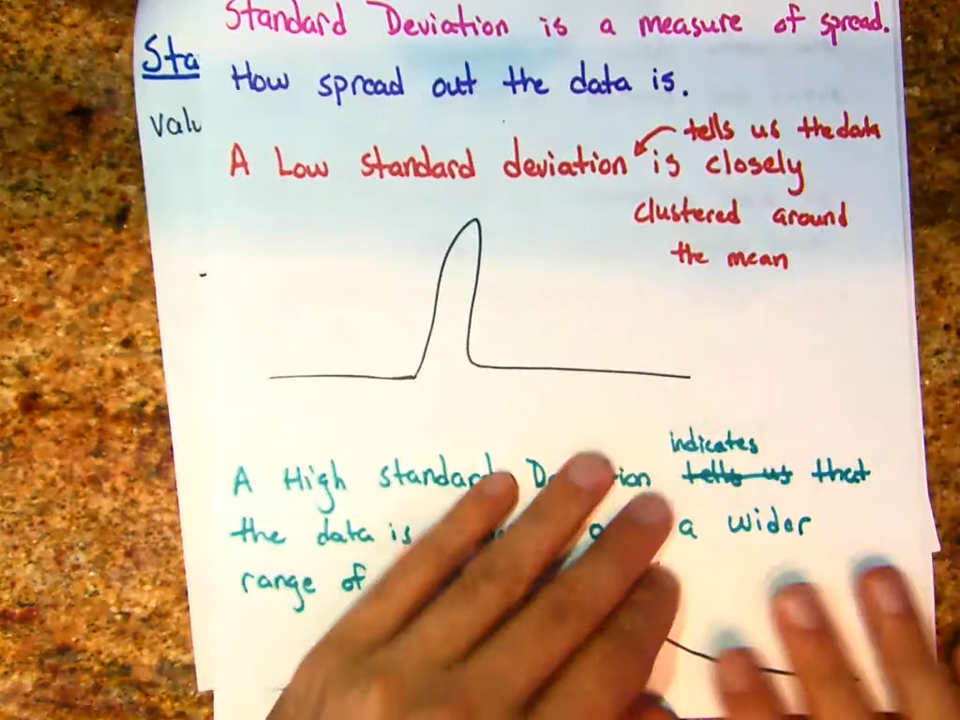 Standard Deviation is a measure of spread.
Sta
How spread out the data is.
valu
tells us the data
A Low standard deviation is closely
clustered around
the mean
indicates
A High standard tells us that
the data is a wider
range of